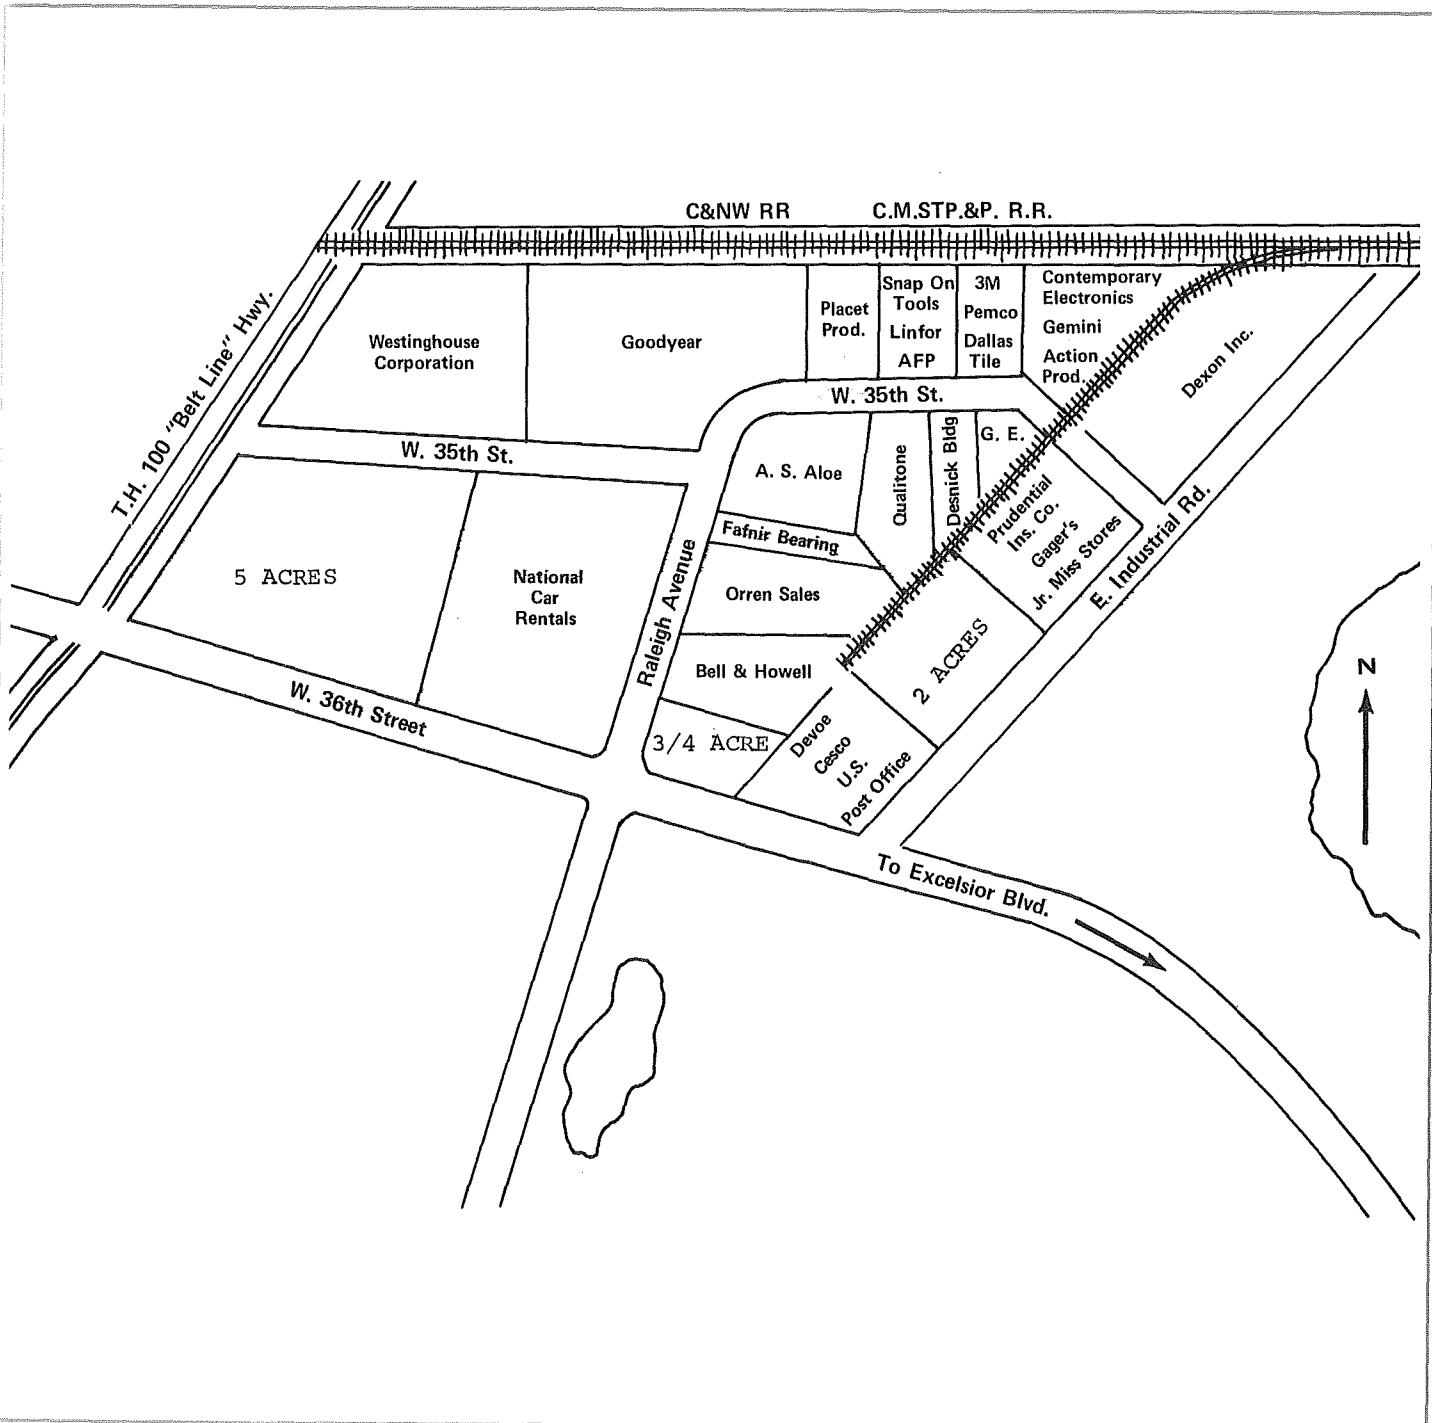 C&NW RR
C.M.STP.&P. R.R.
T.H. 100 "Belt Line" Hwy.
Westinghouse
Corporation
Goodyear
Placet
Prod.
Snap On
Tools
Linfor
AFP
3M
Pemco
Dallas
Tile
Contemporary
Electronics
Gemini
Action
Prod.
Dexon Inc.
W. 35th St.
W. 35th St.
A. S. Aloe
Qualitone
Desnick Bldg
G. E.
Prudential
Ins. Co.
Gager's
Jr. Miss Stores
E. Industrial Rd.
Fafnir Bearing
5 ACRES
National
Car
Rentals
Raleigh Avenue
Orren Sales
2 ACRES
Bell & Howell
W. 36th Street
3/4 ACRE
Devoe
Cesco
U.S.
Post Office
N
To Excelsior Blvd.